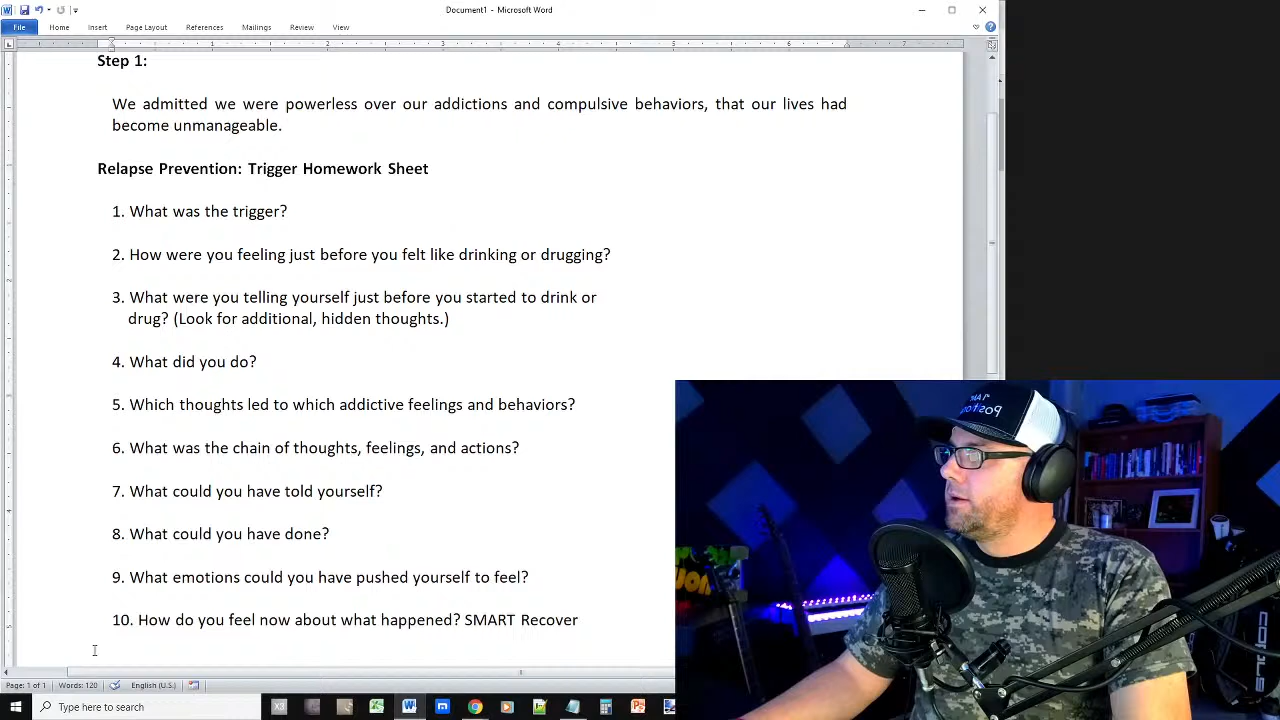 Document1 - Microsoft Word
File Home Insert Page Layout References Mailings Review View
Step 1:
We admitted we were powerless over our addictions and compulsive behaviors, that our lives had
become unmanageable.
Relapse Prevention: Trigger Homework Sheet
1. What was the trigger?
2. How were you feeling just before you felt like drinking or drugging?
3. What were you telling yourself just before you started to drink or
drug? (Look for additional, hidden thoughts.)
4. What did you do?
5. Which thoughts led to which addictive feelings and behaviors?
6. What was the chain of thoughts, feelings, and actions?
7. What could you have told yourself?
8. What could you have done?
9. What emotions could you have pushed yourself to feel?
10. How do you feel now about what happened? SMART Recover
Page: 1 of 1 Words: 120 English (U.S.)
Type here to search